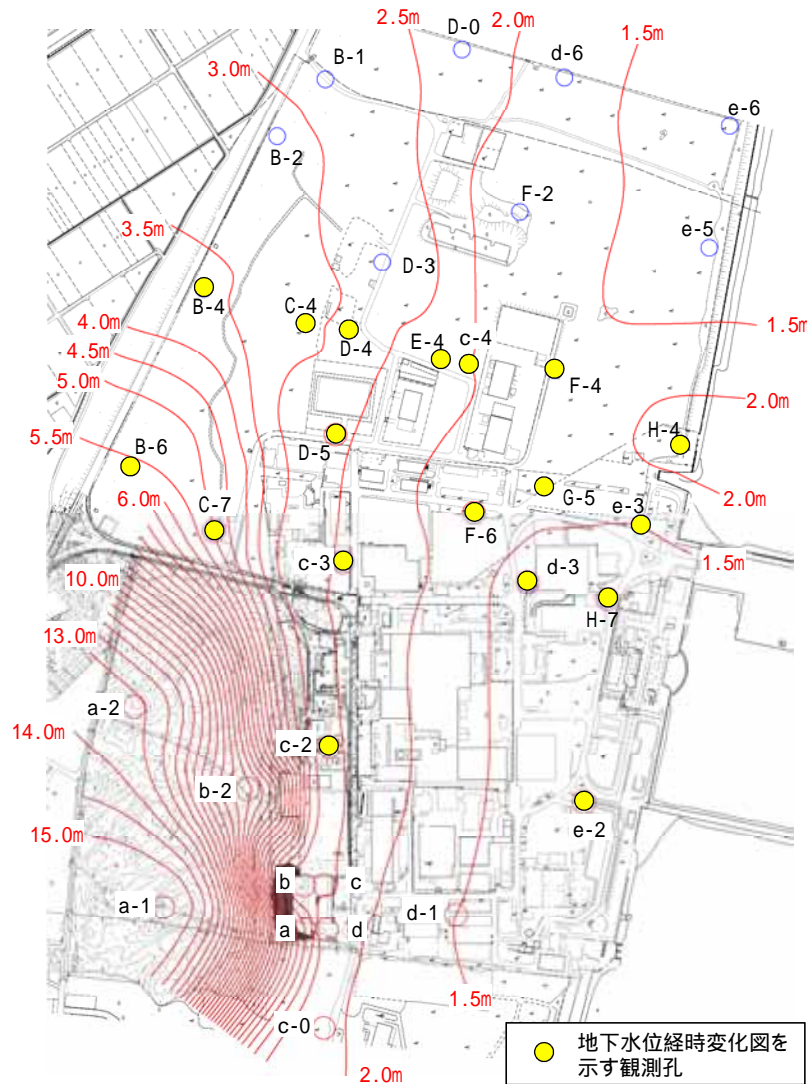 2.5m
2.0m
1.5m
D-0
d-6
B-1
3.0m
e-6
B-2
F-2
3.5m
e-5
D-3
B-4
C-4
D-4
4.0m
1.5m
4.5m
E-4
c-4
F-4
5.0m
2.0m
5.5m
H-4
B-6
D-5
G-5
2.0m
6.0m
C-7
F-6
e-3
1.5m
c-3
d-3
10.0m
H-7
13.0m
a-2
14.0m
c-2
b-2
e-2
15.0m
b
c
a-1
d-1
a
d
1.5m
c-0
2.0m
地下水位経時変化図を
示す観測孔